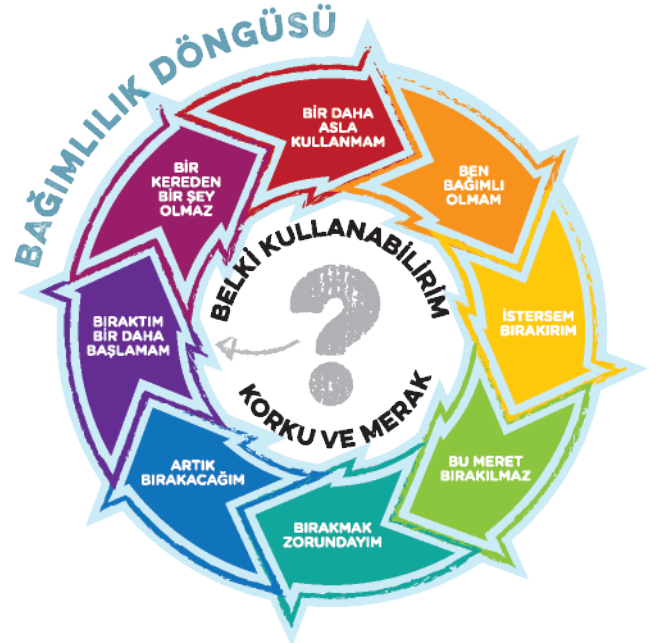 BAĞIMLILIK DÖNGÜSÜ
BİR
KEREDEN
BİR ŞEY
OLMAZ
BİR DAHA
ASLA
KULLANMAM
BEN
BAĞIMLI
OLMAM
İSTERSEM
BIRAKIRIM
BU MERET
BIRAKILMAZ
BIRAKMAK
ZORUNDAYIM
ARTIK
BIRAKACAĞIM
BIRAKTIM
BİR DAHA
BAŞLAMAM
BELKİ KULLANABİLİRİM
?
KORKU VE MERAK